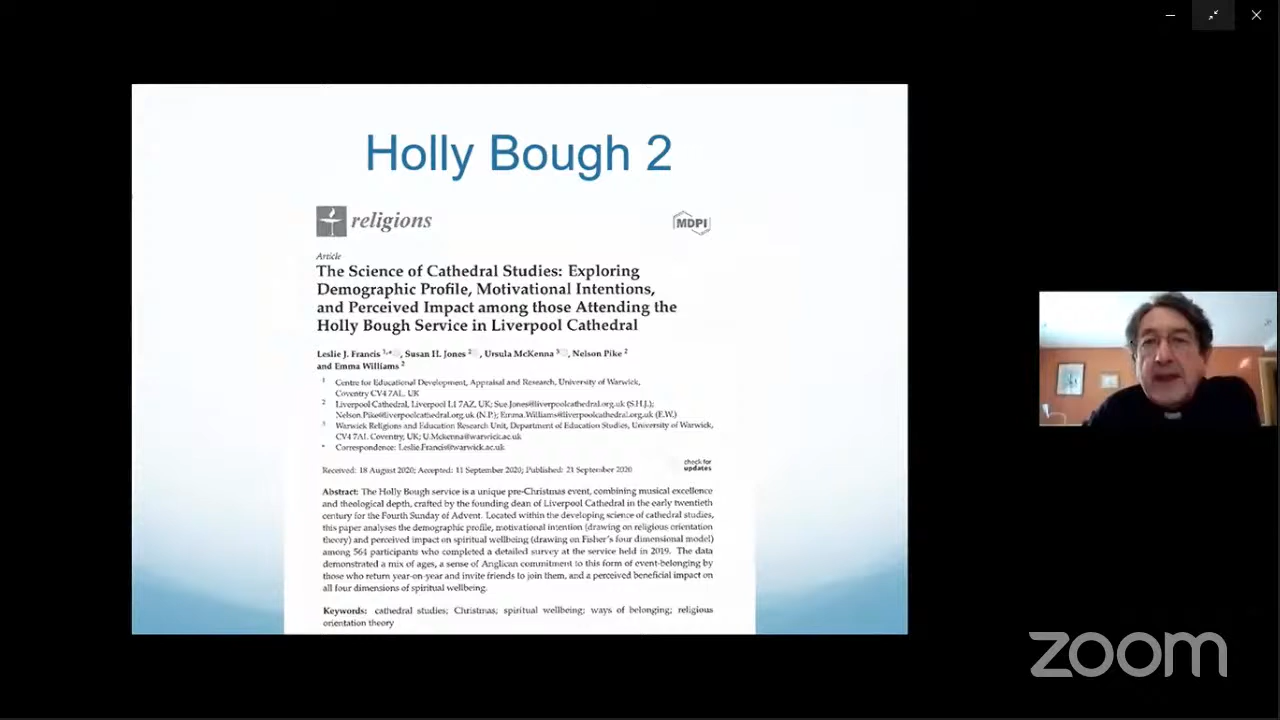 Holly Bough 2
religions
MDPI
Article
The Science of Cathedral Studies: Exploring
Demographic Profile, Motivational Intentions,
and Perceived Impact among those Attending the
Holly Bough Service in Liverpool Cathedral
Leslie J. Francis 1,*, Susan H. Jones 2, Ursula McKenna 3, Nelson Pike 2
and Emma Williams 2
1 Centre for Educational Development, Appraisal and Research, University of Warwick,
Coventry CV4 7AL, UK
2 Liverpool Cathedral, Liverpool L1 7AZ, UK; Sue.Jones@liverpoolcathedral.org.uk (S.H.J.);
Nelson.Pike@liverpoolcathedral.org.uk (N.P.); Emma.Williams@liverpoolcathedral.org.uk (E.W.)
3 Warwick Religions and Education Research Unit, Department of Education Studies, University of Warwick,
CV4 7AL Coventry, UK; U.Mckenna@warwick.ac.uk
* Correspondence: Leslie.Francis@warwick.ac.uk
Received: 18 August 2020; Accepted: 11 September 2020; Published: 21 September 2020
check for
updates
Abstract: The Holly Bough service is a unique pre-Christmas event, combining musical excellence
and theological depth, crafted by the founding dean of Liverpool Cathedral in the early twentieth
century for the Fourth Sunday of Advent. Located within the developing science of cathedral studies,
this paper analyses the demographic profile, motivational intention (drawing on religious orientation
theory) and perceived impact on spiritual wellbeing (drawing on Fisher's four dimensional model)
among 564 participants who completed a detailed survey at the service held in 2019. The data
demonstrated a mix of ages, a sense of Anglican commitment to this form of event-belonging by
those who return year-on-year and invite friends to join them, and a perceived beneficial impact on
all four dimensions of spiritual wellbeing.
Keywords: cathedral studies; Christmas; spiritual wellbeing; ways of belonging; religious
orientation theory
zoom